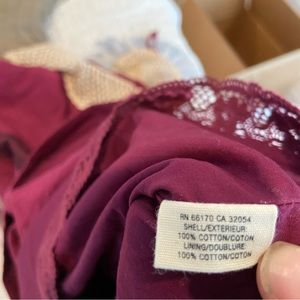 RN 66170 CA 32054
SHELL/EXTERIEUR:
100% COTTON/COTON
LINING/DOUBLURE:
100% COTTON/COTON